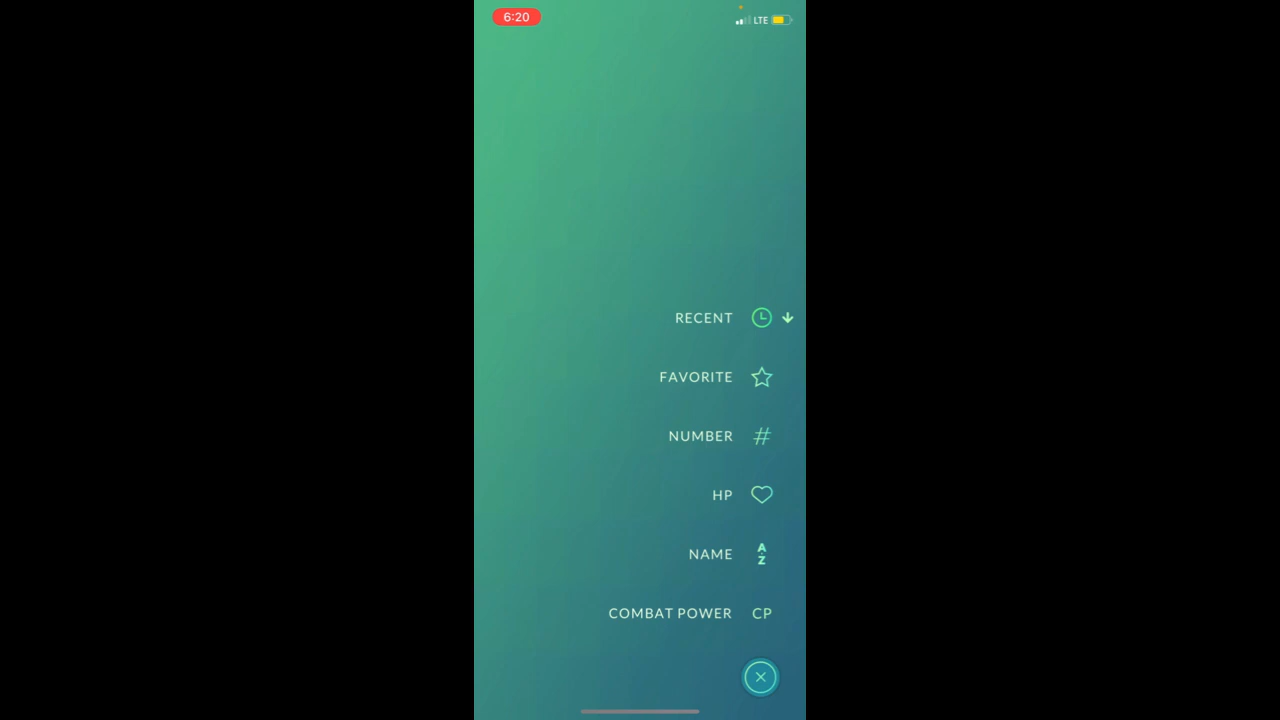 6:20
LTE
RECENT
FAVORITE
NUMBER #
HP
NAME A Z
COMBAT POWER CP